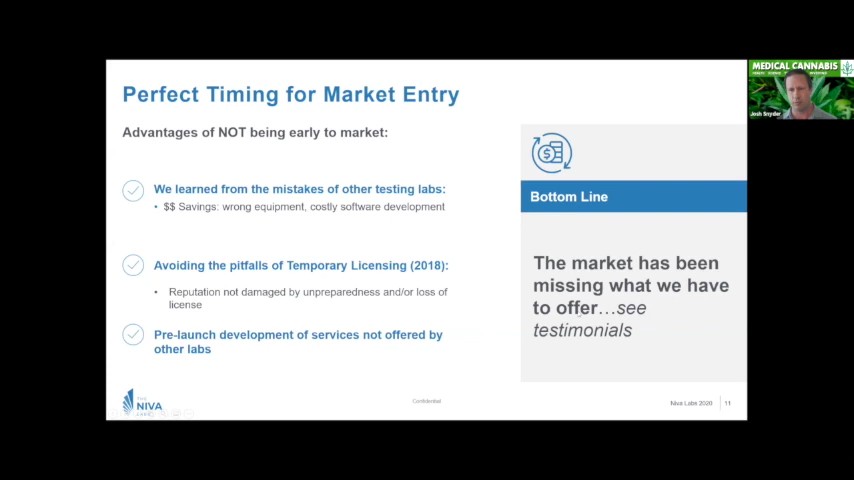 Perfect Timing for Market Entry
Advantages of NOT being early to market:
We learned from the mistakes of other testing labs:
• $$ Savings: wrong equipment, costly software development
Avoiding the pitfalls of Temporary Licensing (2018):
• Reputation not damaged by unpreparedness and/or loss of
license
Pre-launch development of services not offered by
other labs
$
Bottom Line
The market has been
missing what we have
to offer…see
testimonials
THE
NIVA
LABS
Confidential
Niva Labs 2020
11
MEDICAL CANNABIS
Josh Snyder